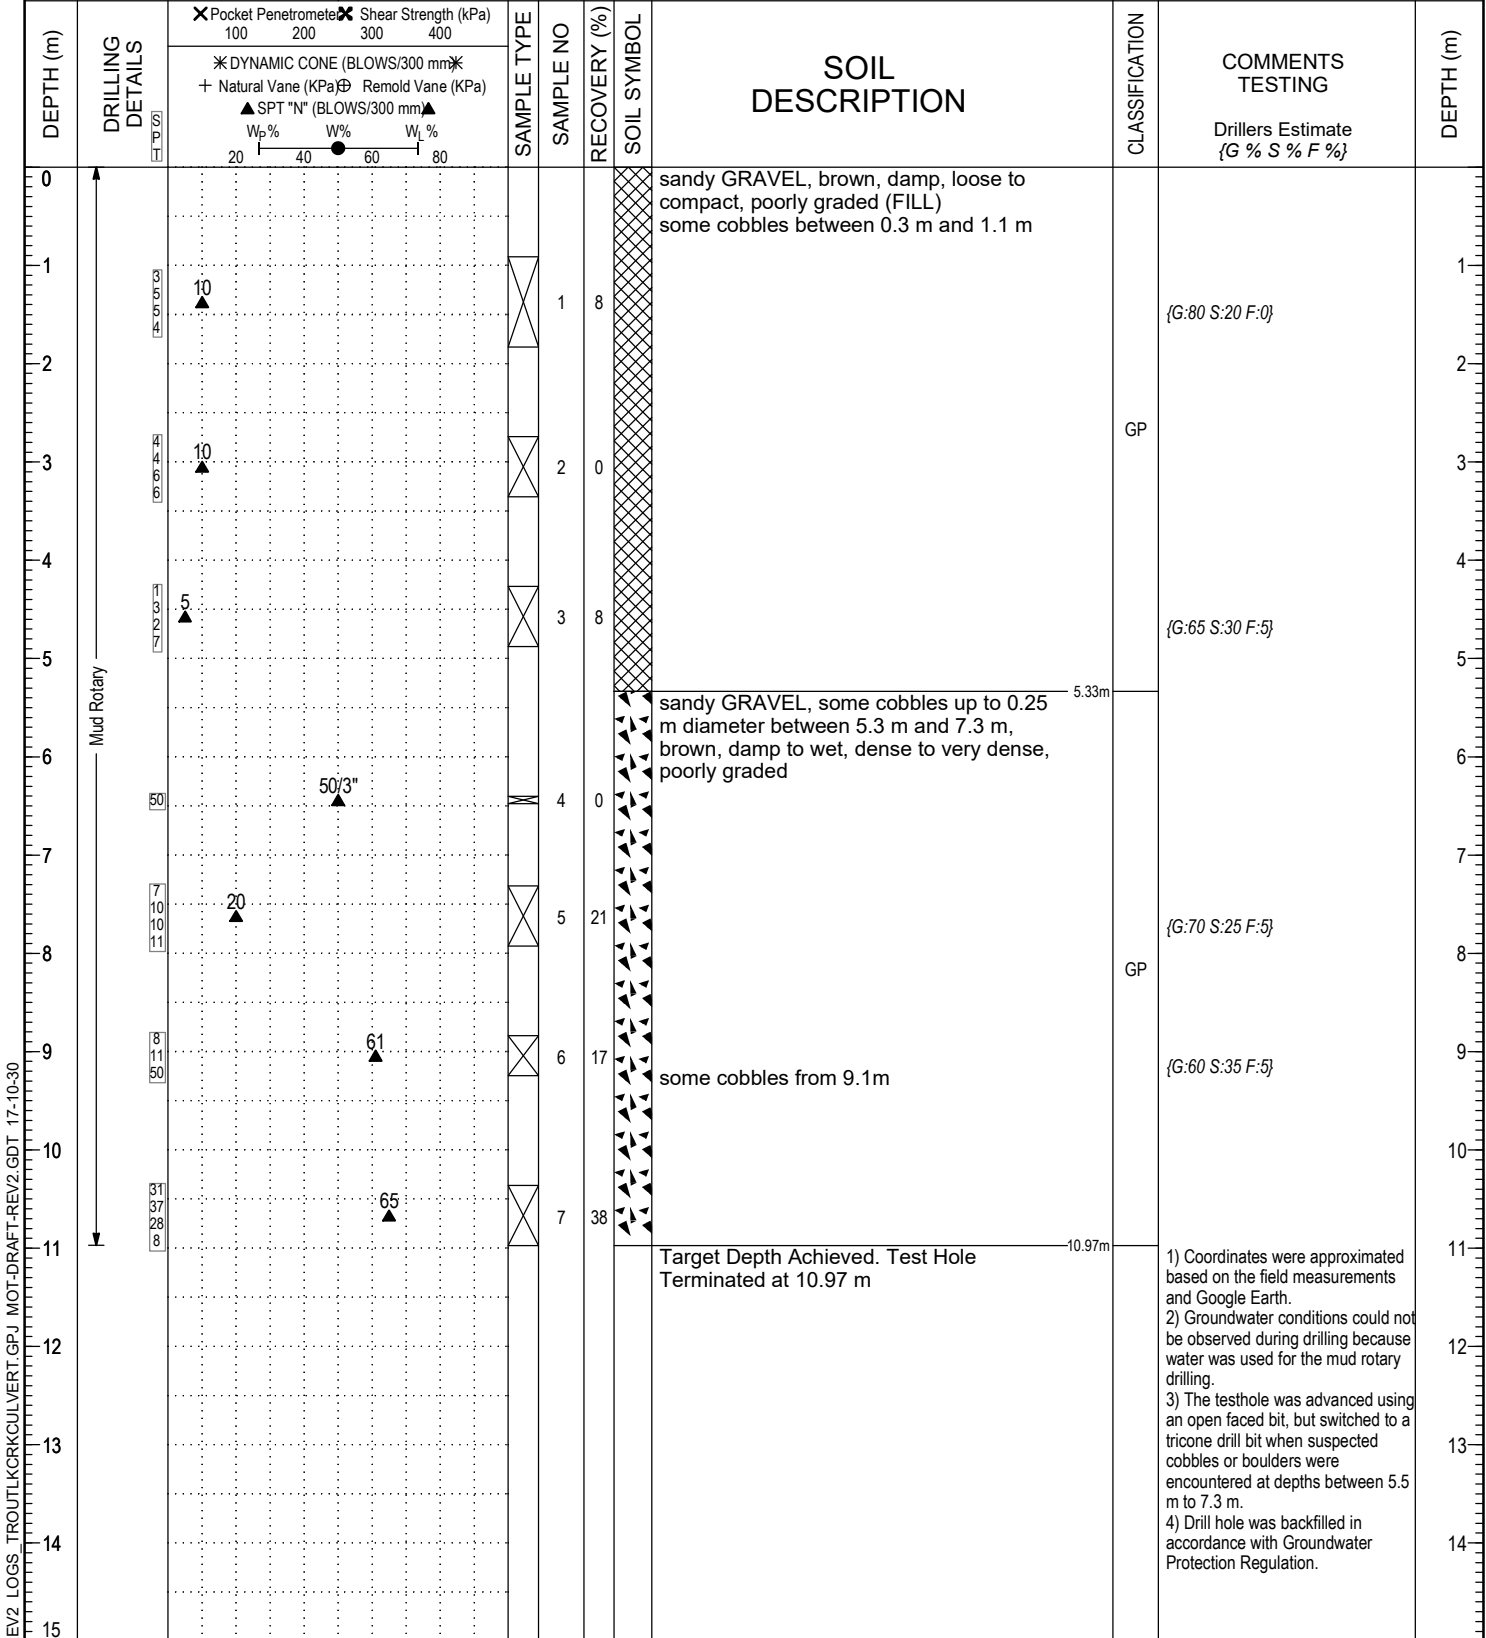 DEPTH (m)
DRILLING
DETAILS
S
P
T
Pocket Penetrometer Shear Strength (kPa)
100 200 300 400
DYNAMIC CONE (BLOWS/300 mm)
Natural Vane (KPa) Remold Vane (KPa)
SPT "N" (BLOWS/300 mm)
WP% W% WL%
20 40 60 80
SAMPLE TYPE
SAMPLE NO
RECOVERY (%)
SOIL SYMBOL
SOIL
DESCRIPTION
CLASSIFICATION
COMMENTS
TESTING
Drillers Estimate
{G % S % F %}
DEPTH (m)
0
sandy GRAVEL, brown, damp, loose to
compact, poorly graded (FILL)
some cobbles between 0.3 m and 1.1 m
1 1
3
5
5
4
10
1 8
{G:80 S:20 F:0}
2 2
GP
4
4
6
6
10
2 0
3 3
4 4
1
3
2
7
5
3 8
{G:65 S:30 F:5}
5 5
Mud Rotary
5.33m
sandy GRAVEL, some cobbles up to 0.25
m diameter between 5.3 m and 7.3 m,
brown, damp to wet, dense to very dense,
poorly graded
6 6
50
50/3"
4 0
7 7
7
10
10
11
20
5 21
{G:70 S:25 F:5}
8 8
GP
8
11
50
61
6 17
9 9
{G:60 S:35 F:5}
some cobbles from 9.1m
10 10
31
37
28
8
65
7 38
11 11
10.97m
Target Depth Achieved. Test Hole
Terminated at 10.97 m
1) Coordinates were approximated
based on the field measurements
and Google Earth.
2) Groundwater conditions could not
be observed during drilling because
water was used for the mud rotary
drilling.
3) The testhole was advanced using
an open faced bit, but switched to a
tricone drill bit when suspected
cobbles or boulders were
encountered at depths between 5.5
m to 7.3 m.
4) Drill hole was backfilled in
accordance with Groundwater
Protection Regulation.
12 12
13 13
14 14
15
EV2 LOGS_TROUTLKCRKCULVERT.GPJ MOT-DRAFT-REV2.GDT 17-10-30